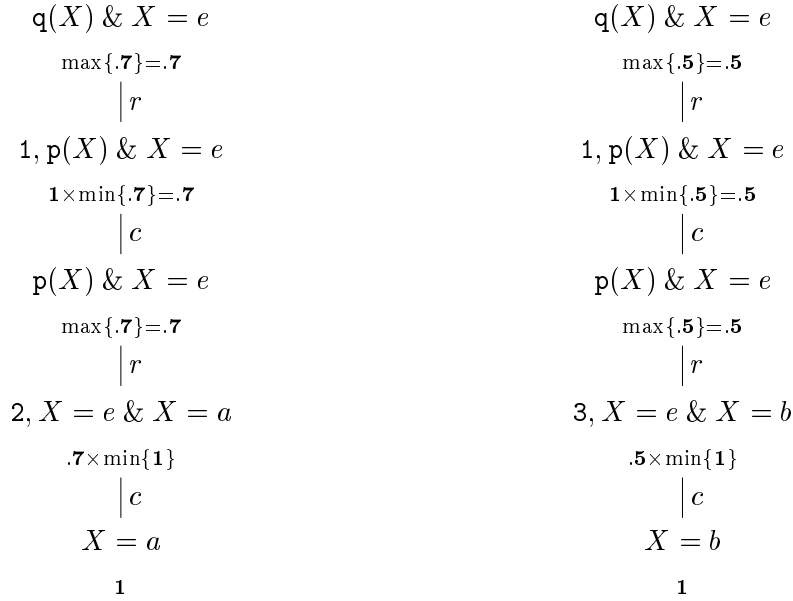 q(X) & X = e q(X) & X = e
max{.7}=.7 max{.5}=.5
r r
1, p(X) & X = e 1, p(X) & X = e
1×min{.7}=.7 1×min{.5}=.5
c c
p(X) & X = e p(X) & X = e
max{.7}=.7 max{.5}=.5
r r
2, X = e & X = a 3, X = e & X = b
.7×min{1} .5×min{1}
c c
X = a X = b
1 1